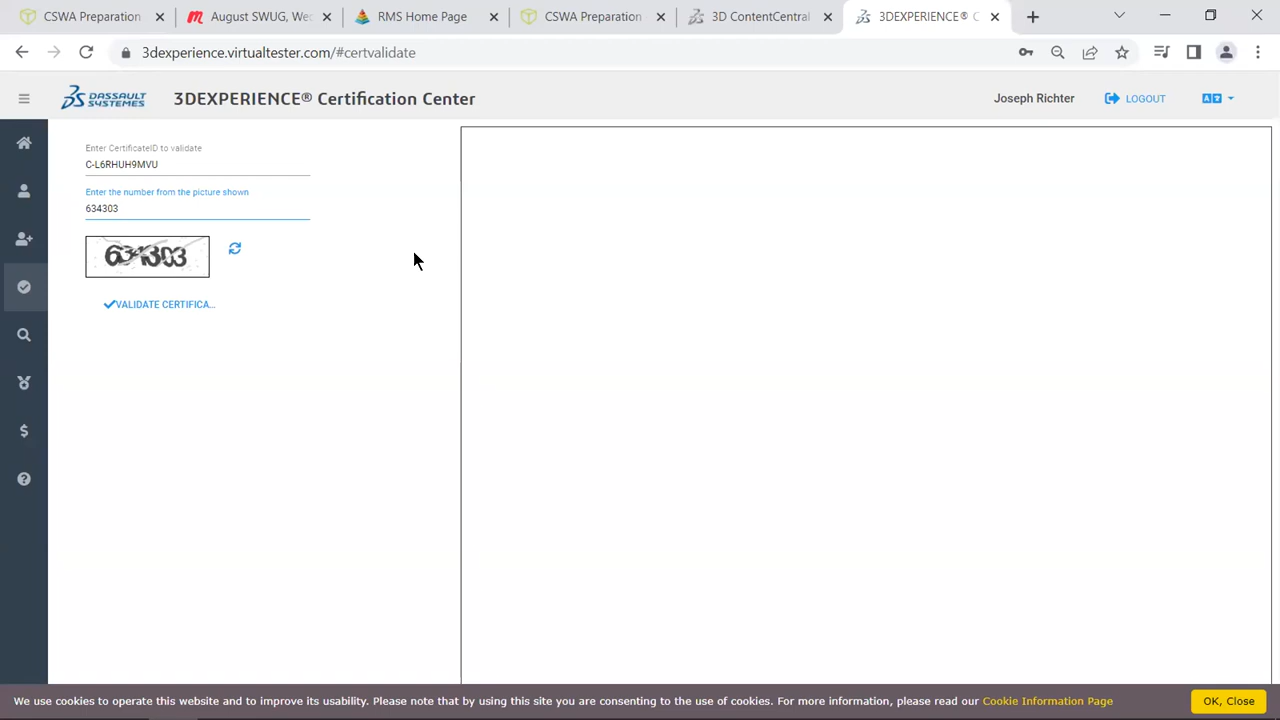 CSWA Preparation
August SWUG, Wed
RMS Home Page
CSWA Preparation
3D ContentCentral
3DEXPERIENCE® C
3dexperience.virtualtester.com/#certvalidate
DASSAULT SYSTEMES
3DEXPERIENCE® Certification Center
Joseph Richter
LOGOUT
Enter CertificateID to validate
C-L6RHUH9MVU
Enter the number from the picture shown
634303
634303
VALIDATE CERTIFICA...
We use cookies to operate this website and to improve its usability. Please note that by using this site you are consenting to the use of cookies. For more information, please read our Cookie Information Page
OK, Close